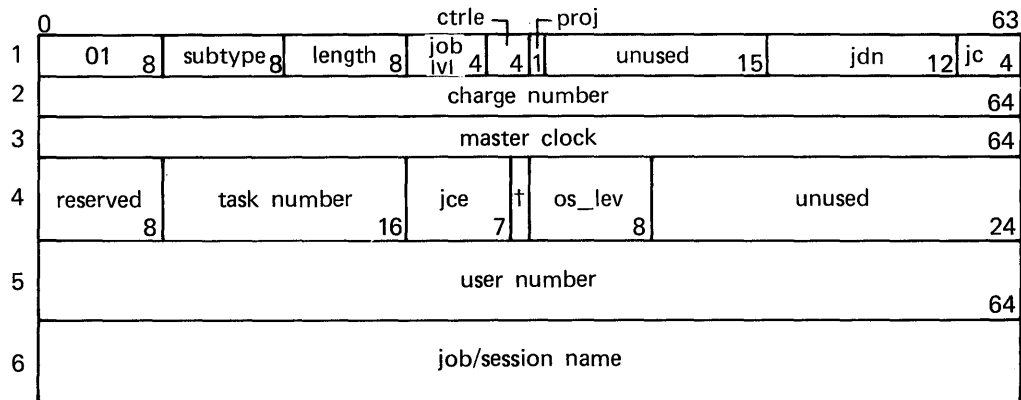 ctrle proj
0 63
1 01 8 subtype 8 length 8 job lvl 4 4 1 unused 15 jdn 12 jc 4
2 charge number 64
3 master clock 64
4 reserved 8 task number 16 jce 7 † os_lev 8 unused 24
5 user number 64
6 job/session name